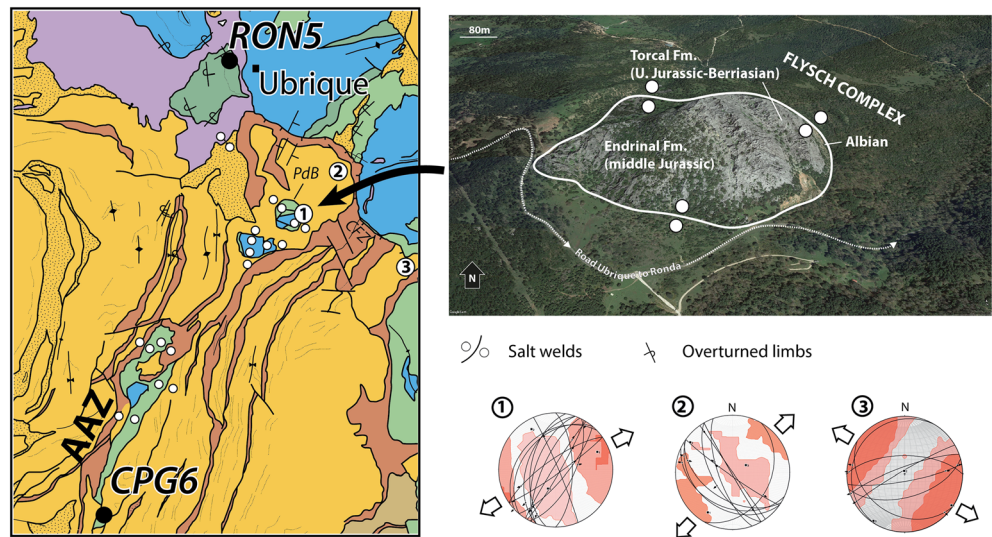 RON5
Ubrique
PdB
2
1
CFZ
3
AAZ
CPG6
80m
Torcal Fm.
(U. Jurassic-Berriasian)
FLYSCH COMPLEX
Endrinal Fm.
(middle Jurassic)
Albian
Road Ubrique to Ronda
N
Salt welds
Overturned limbs
1
2
N
3
N